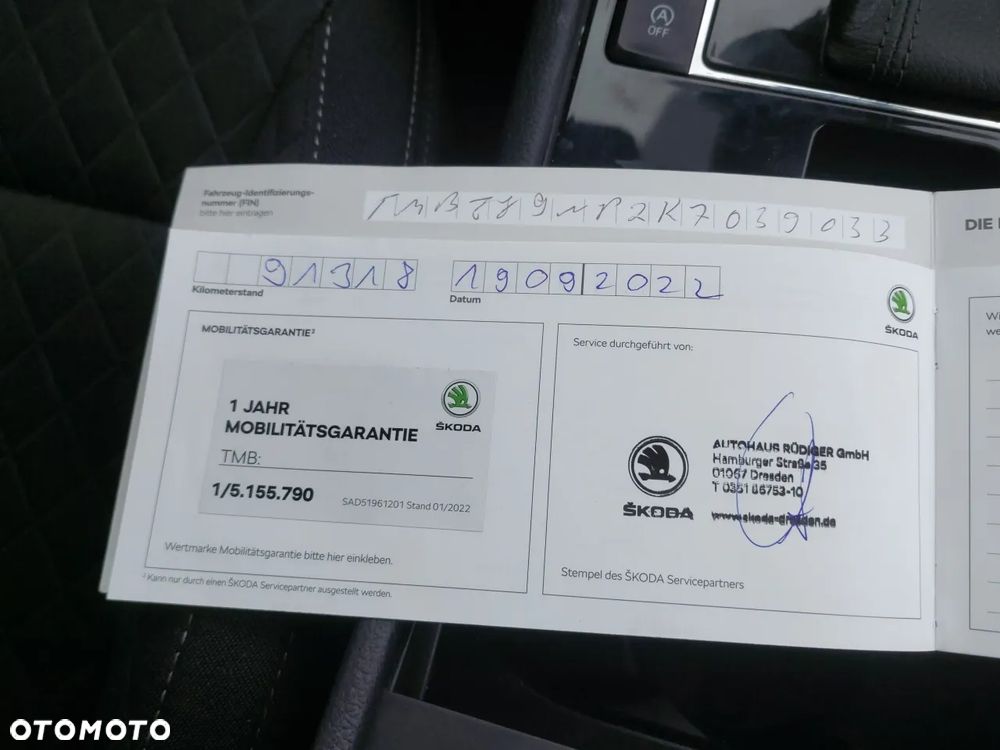 A
OFF
Fahrzeug-Identifizierungs-
nummer (FIN)
bitte hier eintragen
TMBJJ9NP2K7039033
91318
19092022
Kilometerstand
Datum
DIE
ŠKODA
MOBILITÄTSGARANTIE²
1 JAHR
MOBILITÄTSGARANTIE
ŠKODA
TMB:
1/5.155.790
SAD51961201 Stand 01/2022
Wertmarke Mobilitätsgarantie bitte hier einkleben.
² Kann nur durch einen ŠKODA Servicepartner ausgestellt werden.
Service durchgeführt von:
ŠKODA
AUTOHAUS RÜDIGER GmbH
Hamburger Straße 35
01067 Dresden
T 0351 86753-10
www.skoda-dresden.de
Stempel des ŠKODA Servicepartners
OTOMOTO